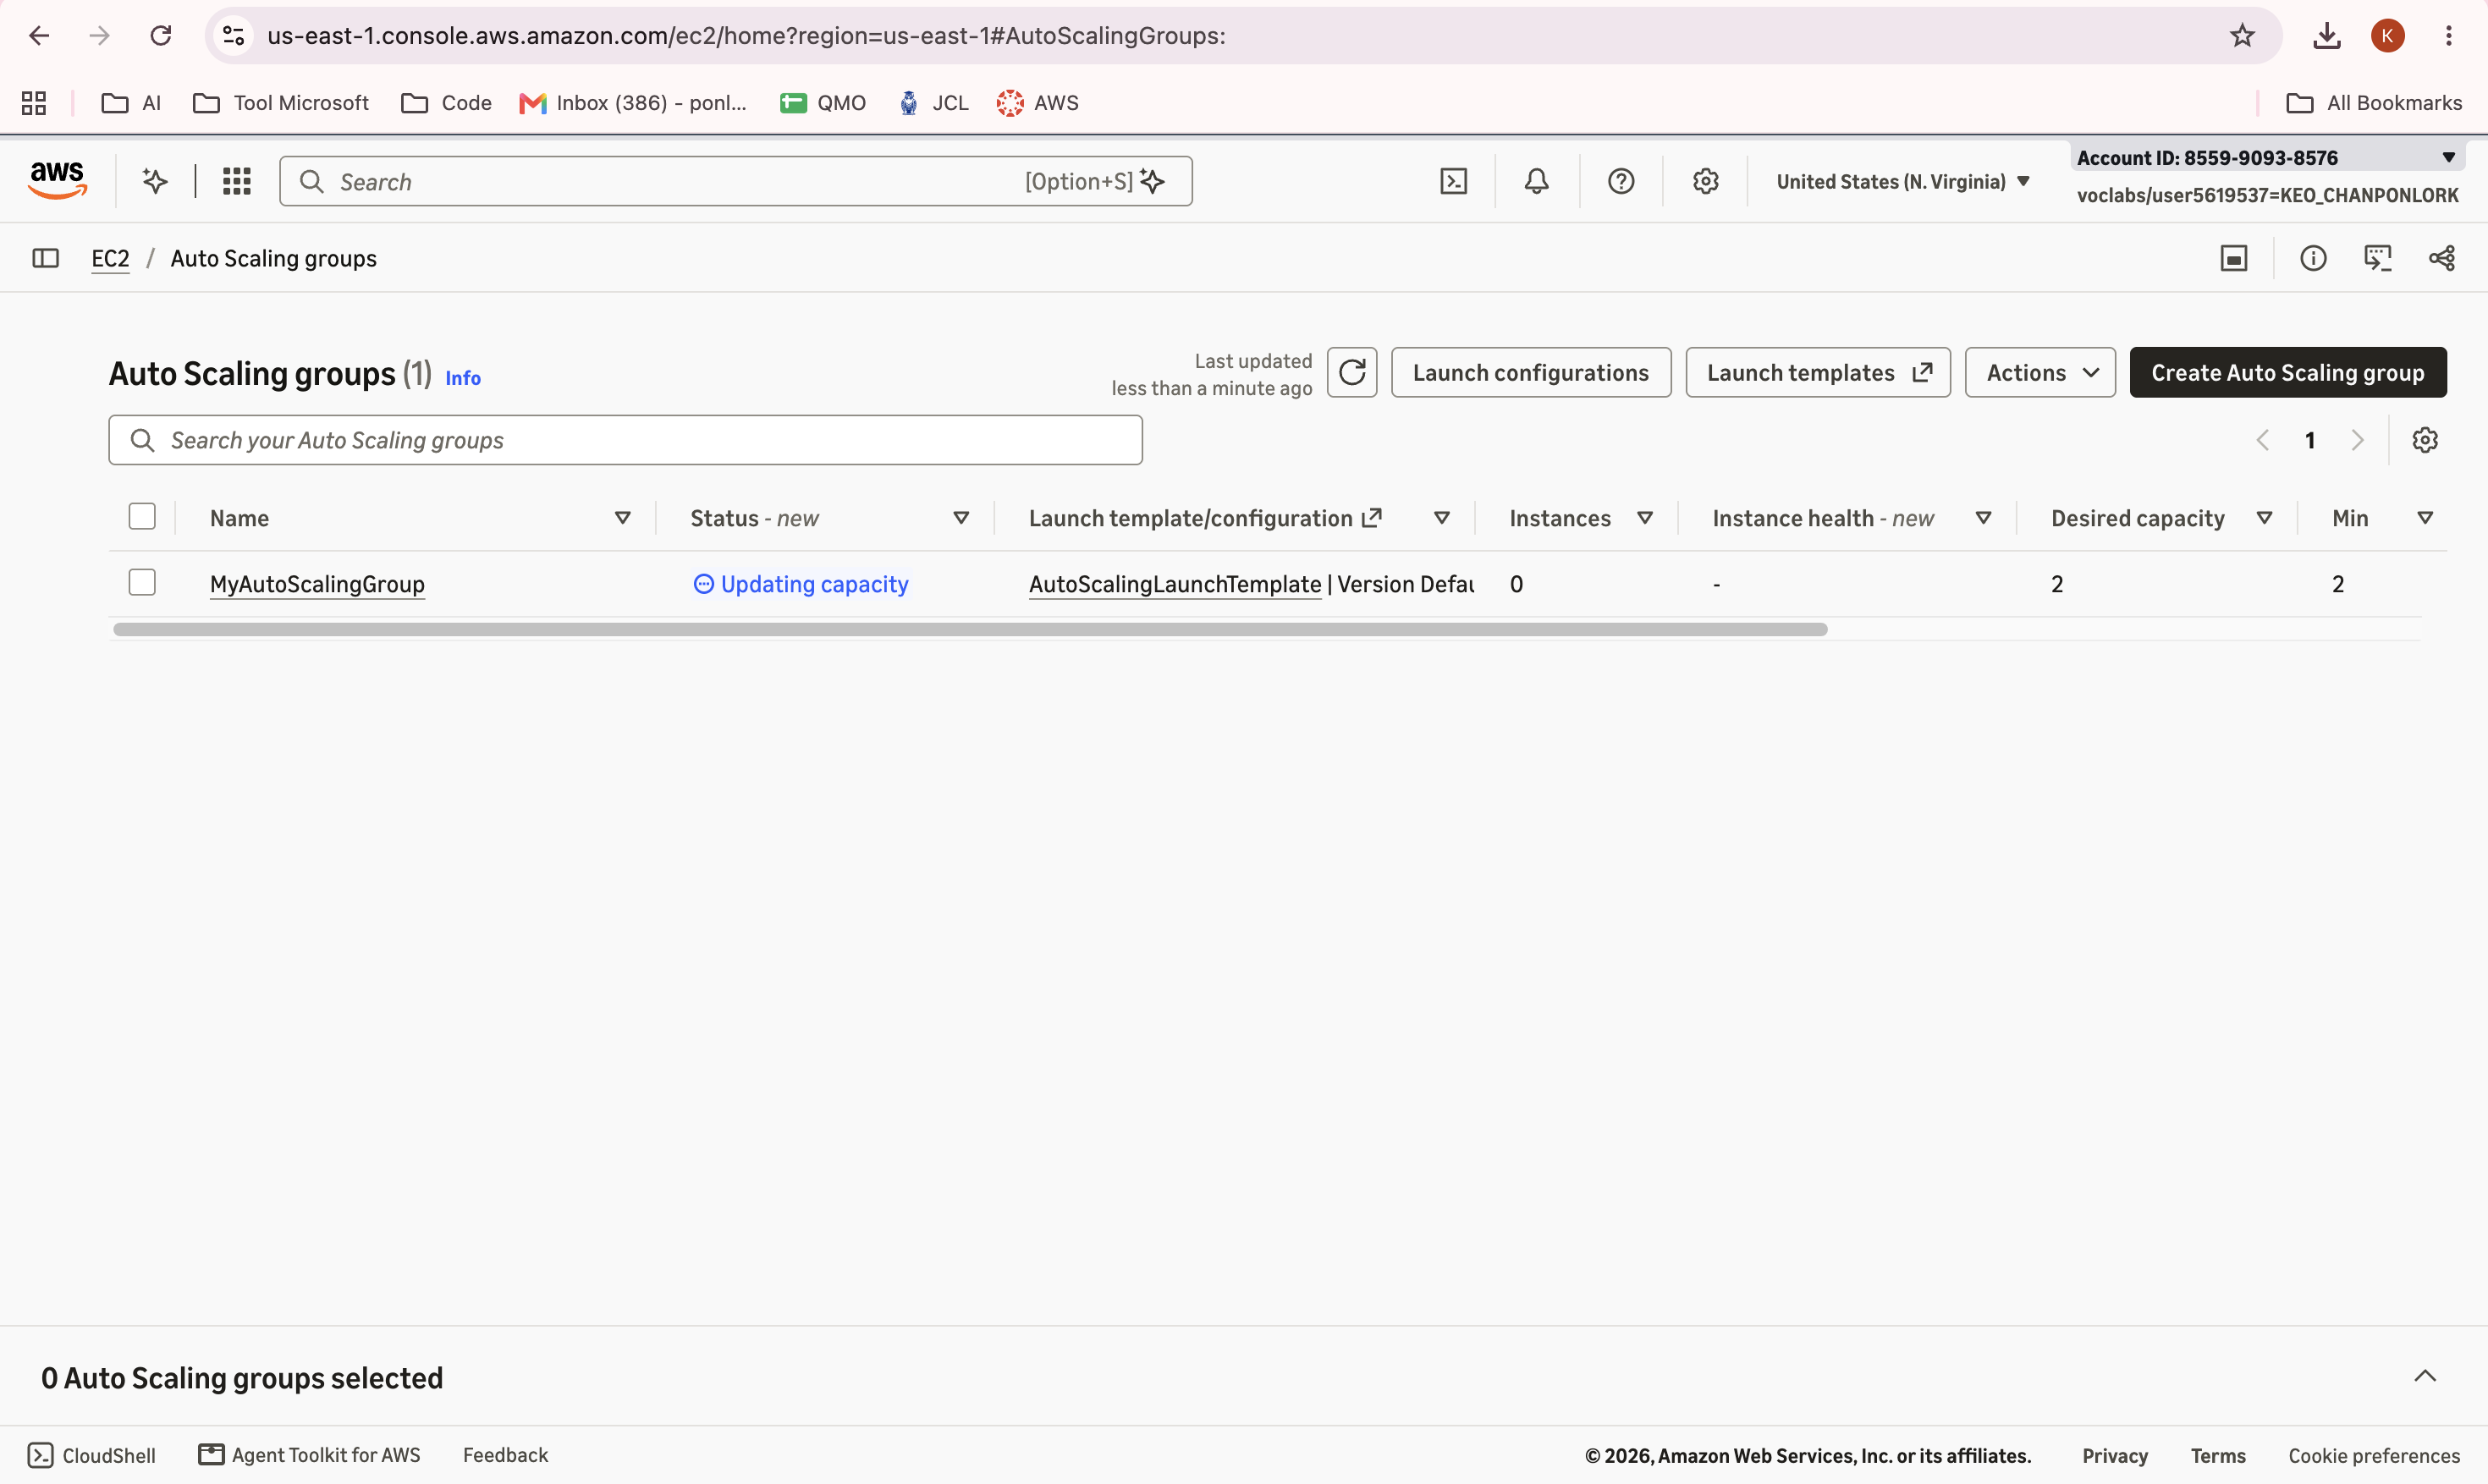 us-east-1.console.aws.amazon.com/ec2/home?region=us-east-1#AutoScalingGroups:
K
AI
Tool Microsoft
Code
Inbox (386) - ponl...
QMO
JCL
AWS
All Bookmarks
aws
Search
[Option+S]
United States (N. Virginia)
Account ID: 8559-9093-8576
voclabs/user5619537=KEO_CHANPONLORK
EC2 / Auto Scaling groups
Auto Scaling groups (1) Info
Last updated
less than a minute ago
Launch configurations
Launch templates
Actions
Create Auto Scaling group
Search your Auto Scaling groups
1
Name
Status - new
Launch template/configuration
Instances
Instance health - new
Desired capacity
Min
MyAutoScalingGroup
Updating capacity
AutoScalingLaunchTemplate | Version Defau
0
-
2
2
0 Auto Scaling groups selected
CloudShell
Agent Toolkit for AWS
Feedback
© 2026, Amazon Web Services, Inc. or its affiliates.
Privacy
Terms
Cookie preferences